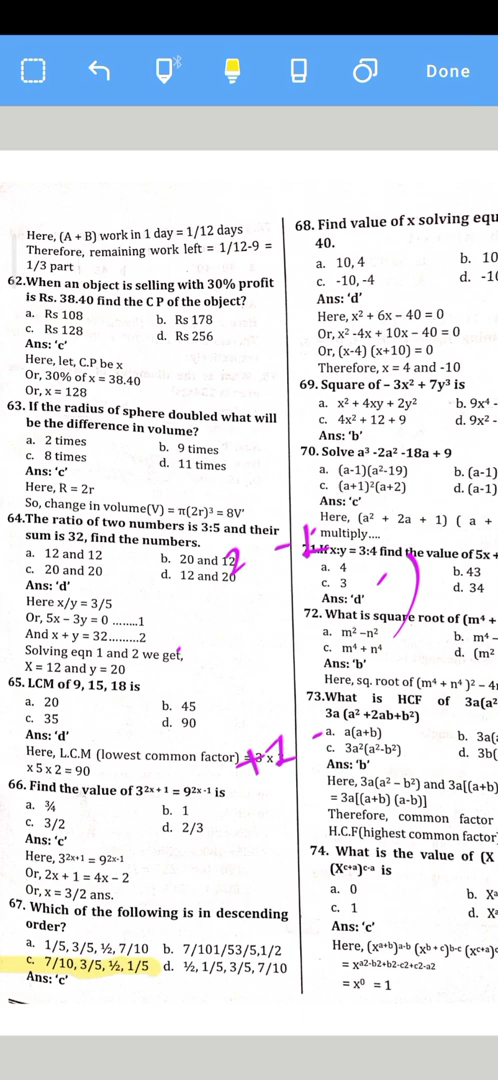 Done
Here, (A + B) work in 1 day = 1/12 days
Therefore, remaining work left = 1/12-9 =
1/3 part
62.When an object is selling with 30% profit
is Rs. 38.40 find the C P of the object?
a. Rs 108 b. Rs 178
c. Rs 128 d. Rs 256
Ans: ‘c’
Here, let, C.P be x
Or, 30% of x = 38.40
Or, x = 128
63. If the radius of sphere doubled what will
be the difference in volume?
a. 2 times b. 9 times
c. 8 times d. 11 times
Ans: ‘c’
Here, R = 2r
So, change in volume(V) = π(2r)³ = 8V’
64.The ratio of two numbers is 3:5 and their
sum is 32, find the numbers.
a. 12 and 12 b. 20 and 12
c. 20 and 20 d. 12 and 20
Ans: ‘d’
Here x/y = 3/5
Or, 5x – 3y = 0 ........1
And x + y = 32.........2
Solving eqn 1 and 2 we get,
X = 12 and y = 20
65. LCM of 9, 15, 18 is
a. 20 b. 45
c. 35 d. 90
Ans: ‘d’
Here, L.C.M (lowest common factor) = 3 x
x 5 x 2 = 90
66. Find the value of 3²ˣ⁺¹ = 9²ˣ⁻¹ is
a. ¾ b. 1
c. 3/2 d. 2/3
Ans: ‘c’
Here, 3²ˣ⁺¹ = 9²ˣ⁻¹
Or, 2x + 1 = 4x – 2
Or, x = 3/2 ans.
67. Which of the following is in descending
order?
a. 1/5, 3/5, ½, 7/10 b. 7/101/53/5,1/2
c. 7/10, 3/5, ½, 1/5 d. ½, 1/5, 3/5, 7/10
Ans: ‘c’
68. Find value of x solving equ
40.
a. 10, 4 b. 10
c. -10,-4 d. -10
Ans: ‘d’
Here, x² + 6x – 40 = 0
Or, x² -4x + 10x – 40 = 0
Or, (x-4) (x+10) = 0
Therefore, x = 4 and -10
69. Square of – 3x² + 7y³ is
a. x² + 4xy + 2y² b. 9x⁴ -
c. 4x² + 12 + 9 d. 9x² -
Ans: ‘b’
70. Solve a³ -2a² -18a + 9
a. (a-1)(a²-19) b. (a-1)
c. (a+1)²(a+2) d. (a-1)
Ans: ‘c’
Here, (a² + 2a + 1) ( a +
multiply....
71.If x:y = 3:4 find the value of 5x +
a. 4 b. 43
c. 3 d. 34
Ans: ‘d’
72. What is square root of (m⁴ +
a. m² –n² b. m⁴ –
c. m⁴ + n⁴ d. (m²
Ans: ‘b’
Here, sq. root of (m⁴ + n⁴ )² – 4
73.What is HCF of 3a(a²
3a (a² +2ab+b²)
a. a(a+b) b. 3a(
c. 3a²(a²-b²) d. 3b(
Ans: ‘b’
Here, 3a(a² – b²) and 3a[(a+b)
= 3a[(a+b) (a-b)]
Therefore, common factor
H.C.F(highest common factor
74. What is the value of (X
(Xᶜ⁺ᵃ)ᶜ⁻ᵃ is
a. 0 b. Xᵃ
c. 1 d. X
Ans: ‘c’
Here, (xᵃ⁺ᵇ)ᵃ⁻ᵇ (xᵇ⁺ᶜ)ᵇ⁻ᶜ (xᶜ⁺ᵃ)ᶜ
= xᵃ²⁻ᵇ²⁺ᵇ²⁻ᶜ²⁺ᶜ²⁻ᵃ²
= x⁰ = 1